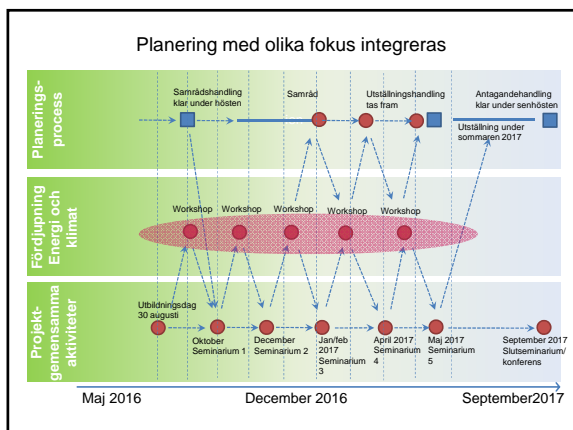 Planering med olika fokus integreras
Planerings-
process
Samrådshandling
klar under hösten
Samråd
Utställningshandling
tas fram
Antagandehandling
klar under senhösten
Utställning under
sommaren 2017
Fördjupning
Energi och
klimat
Workshop
Workshop
Workshop
Workshop
Workshop
Projekt-
gemensamma
aktiviteter
Utbildningsdag
30 augusti
Oktober
Seminarium 1
December
Seminarium 2
Jan/feb
2017
Seminarium
3
April 2017
Seminarium
4
Maj 2017
Seminarium
5
September 2017
Slutseminarium/
konferens
Maj 2016
December 2016
September2017